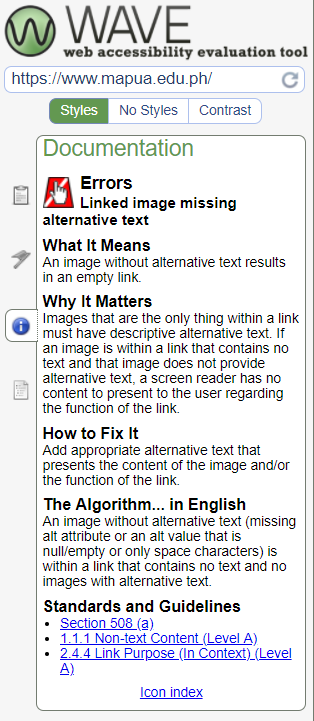 WAVE
web accessibility evaluation tool
https://www.mapua.edu.ph/
Styles No Styles Contrast
Documentation
Errors
Linked image missing
alternative text
What It Means
An image without alternative text results
in an empty link.
Why It Matters
Images that are the only thing within a link
must have descriptive alternative text. If
an image is within a link that contains no
text and that image does not provide
alternative text, a screen reader has no
content to present to the user regarding
the function of the link.
How to Fix It
Add appropriate alternative text that
presents the content of the image and/or
the function of the link.
The Algorithm... in English
An image without alternative text (missing
alt attribute or an alt value that is
null/empty or only space characters) is
within a link that contains no text and no
images with alternative text.
Standards and Guidelines
• Section 508 (a)
• 1.1.1 Non-text Content (Level A)
• 2.4.4 Link Purpose (In Context) (Level
A)
Icon index